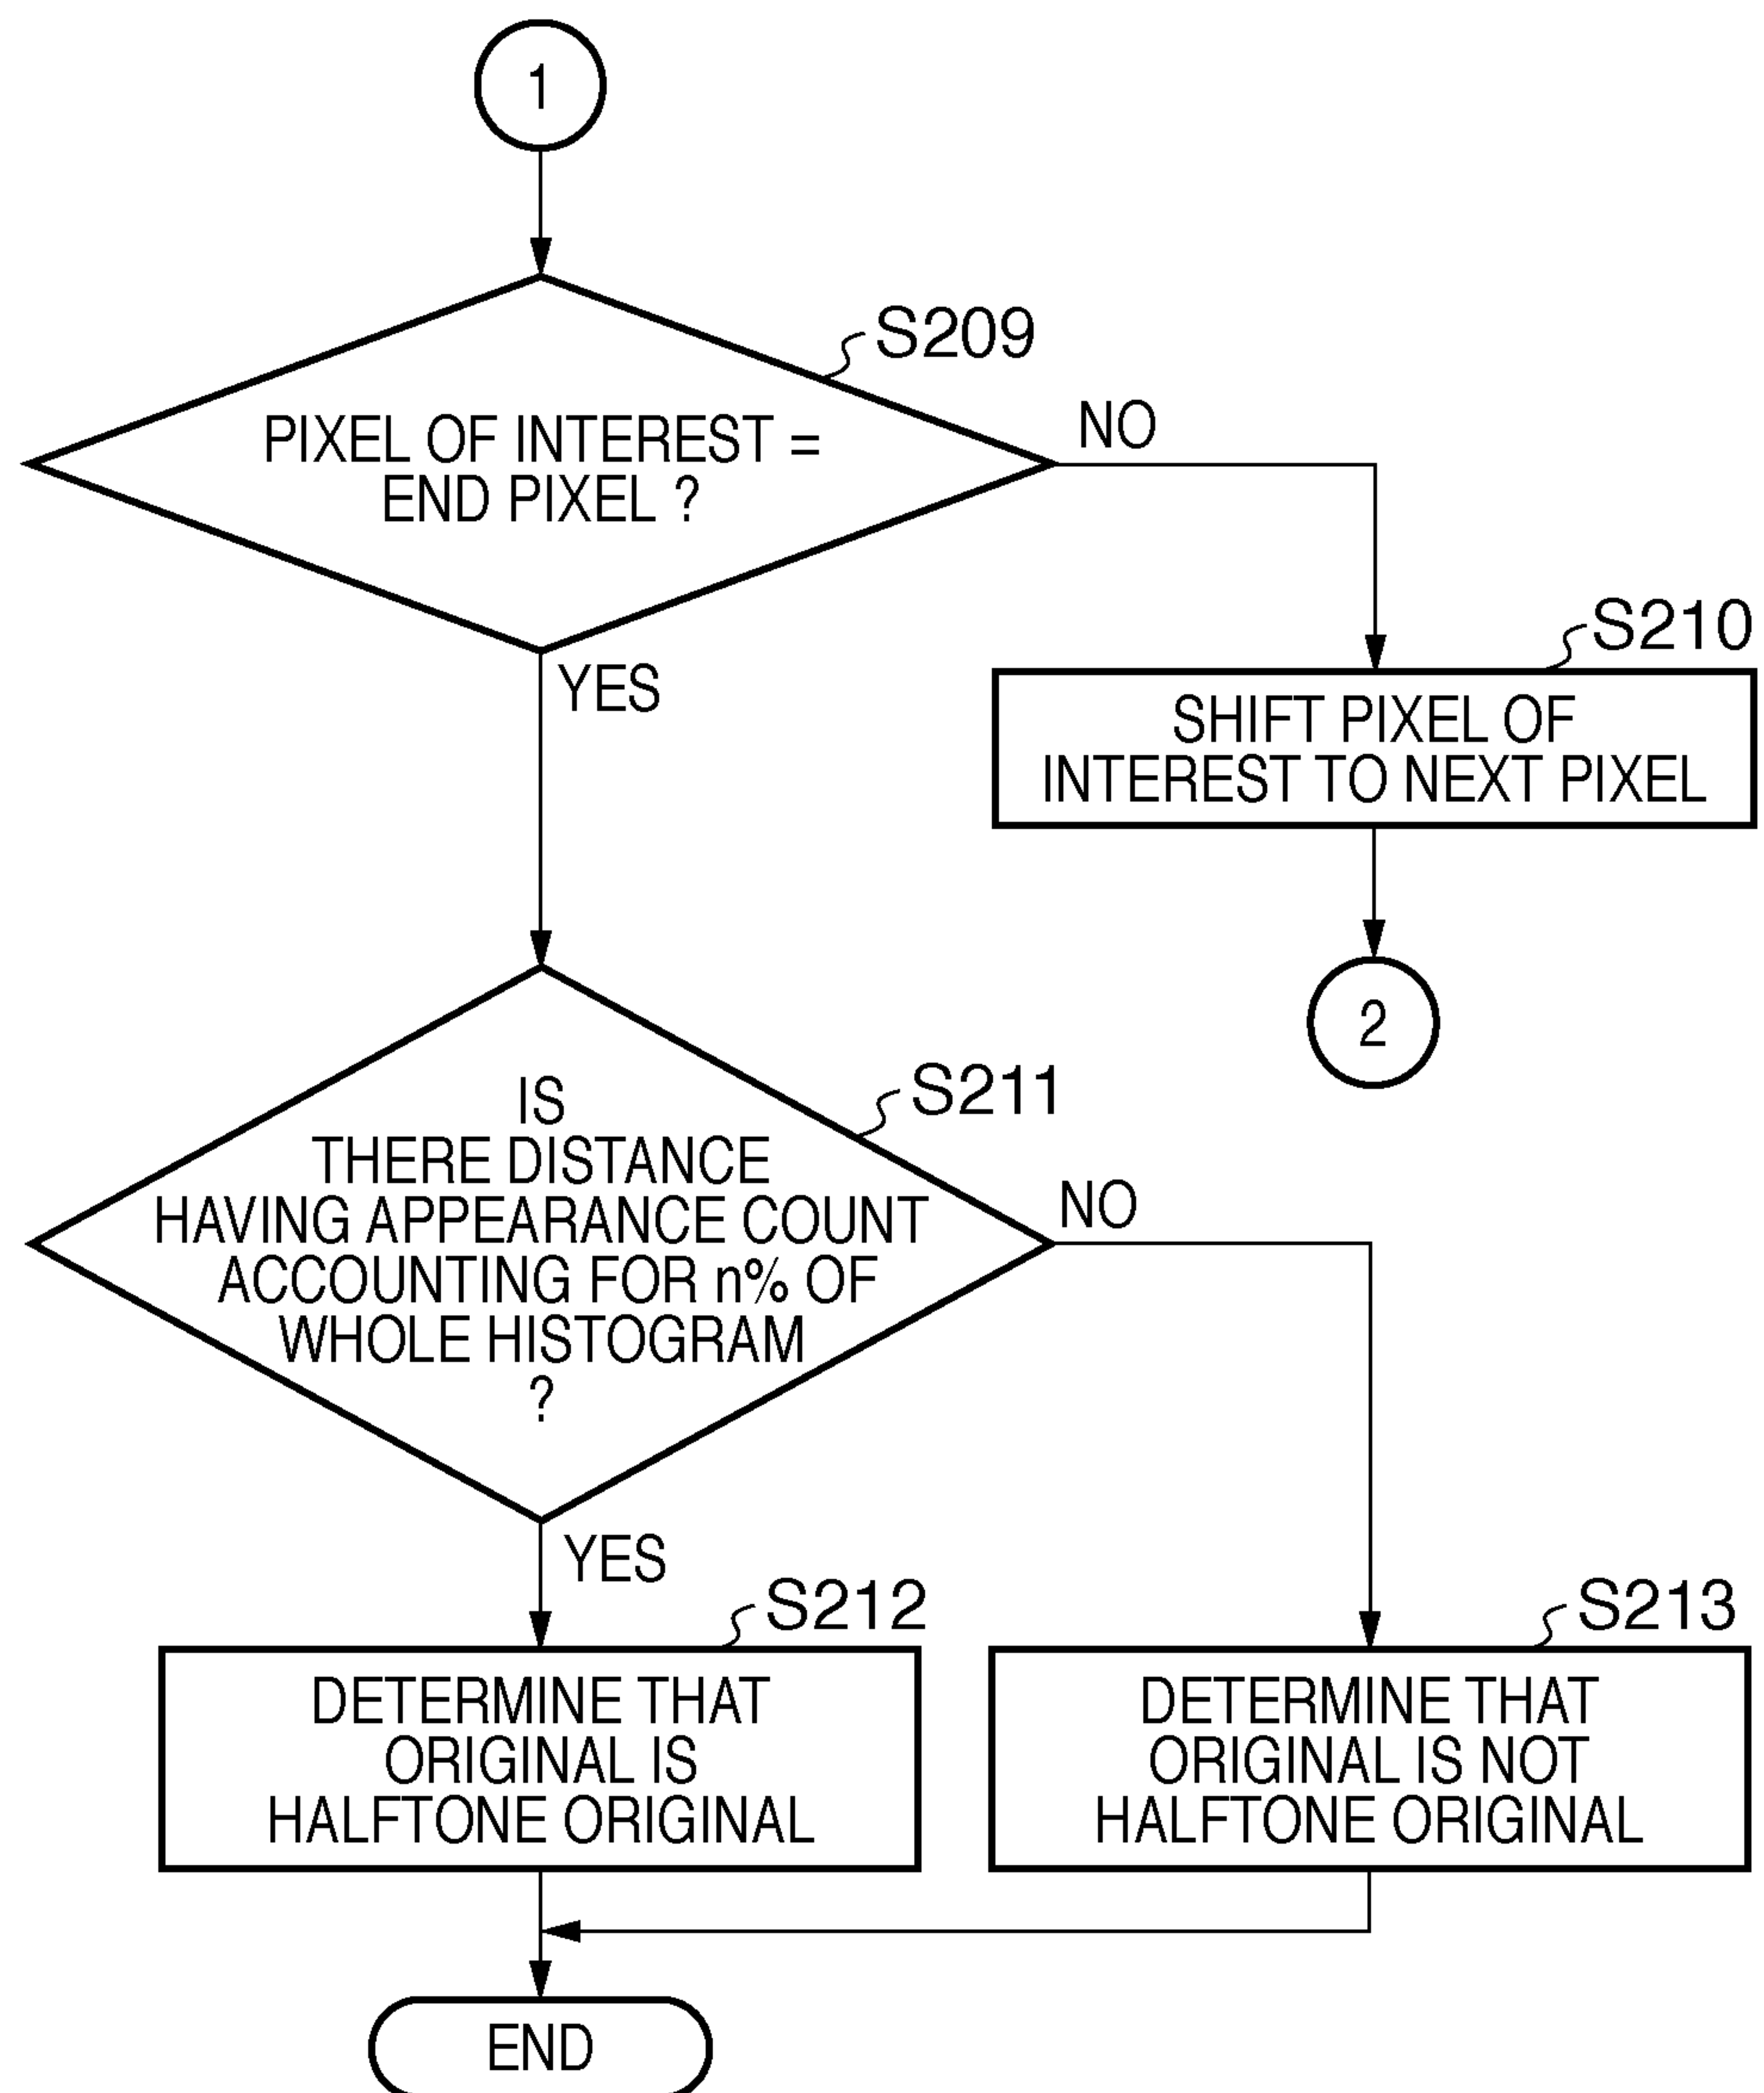 1
S209
PIXEL OF INTEREST =
END PIXEL ?
NO
YES
S210
SHIFT PIXEL OF
INTEREST TO NEXT PIXEL
2
S211
IS
THERE DISTANCE
HAVING APPEARANCE COUNT
ACCOUNTING FOR n% OF
WHOLE HISTOGRAM
?
NO
YES
S212
DETERMINE THAT
ORIGINAL IS
HALFTONE ORIGINAL
S213
DETERMINE THAT
ORIGINAL IS NOT
HALFTONE ORIGINAL
END